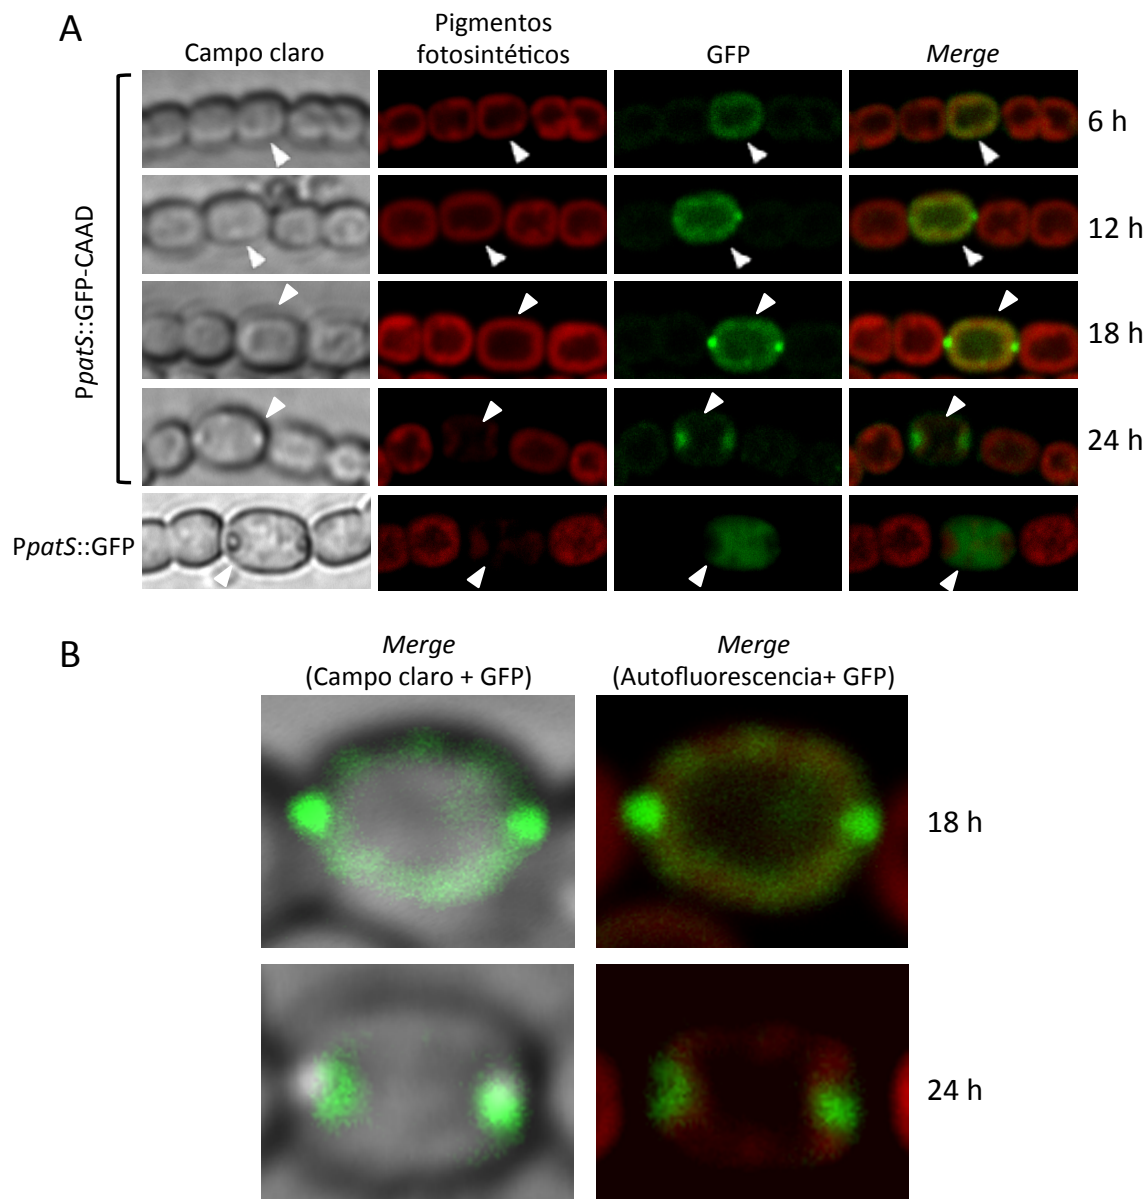 A
Campo claro
Pigmentos
fotosintéticos
GFP
Merge
6 h
12 h
18 h
24 h
PpatS::GFP-CAAD
PpatS::GFP
B
Merge
(Campo claro + GFP)
Merge
(Autofluorescencia+ GFP)
18 h
24 h